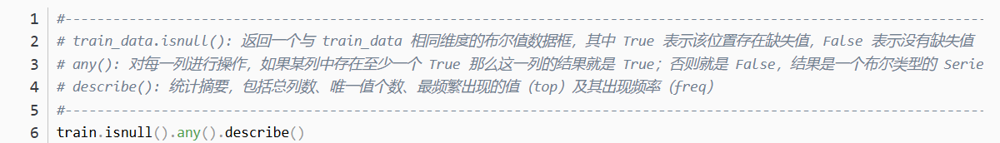 1 #--------------------------------------------------------------------------------------------------------------
2 # train_data.isnull(): 返回一个与 train_data 相同维度的布尔值数据框，其中 True 表示该位置存在缺失值，False 表示没有缺失值
3 # any(): 对每一列进行操作，如果某列中存在至少一个 True 那么这一列的结果就是 True；否则就是 False，结果是一个布尔类型的 Serie
4 # describe(): 统计摘要，包括总列数、唯一值个数、最频繁出现的值（top）及其出现频率（freq）
5 #--------------------------------------------------------------------------------------------------------------
6 train.isnull().any().describe()